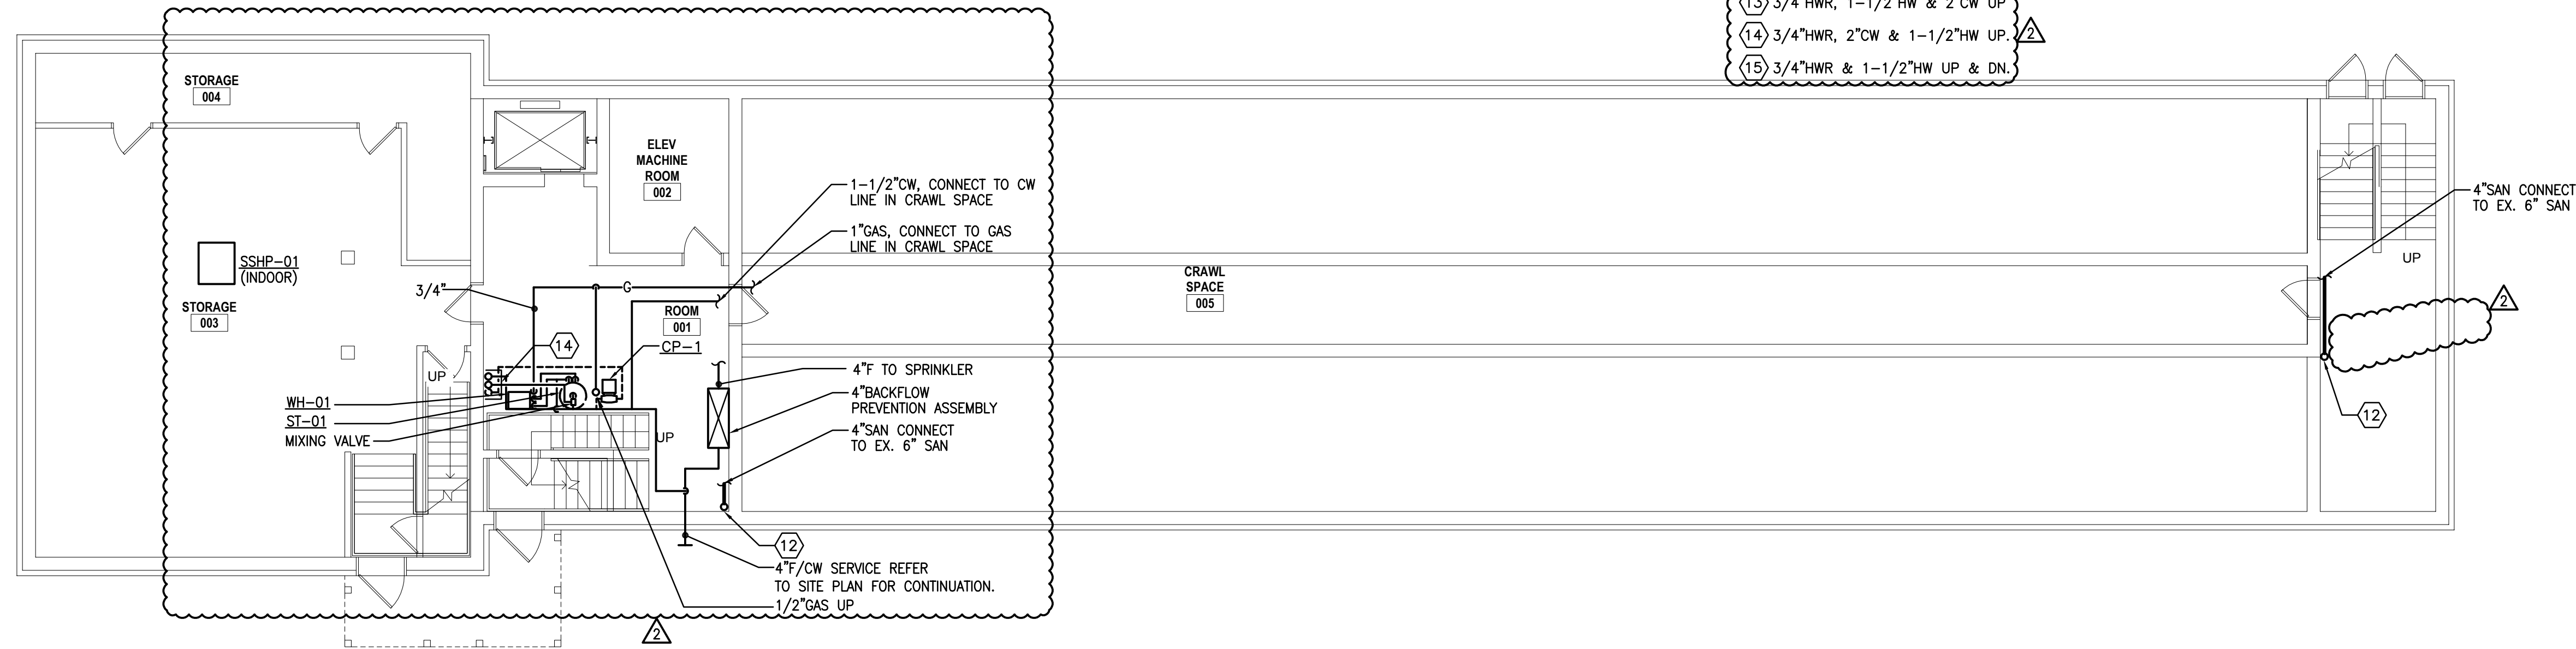 13 3/4"HWR, 1-1/2"HW & 2"CW UP
14 3/4"HWR, 2"CW & 1-1/2"HW UP.
2
15 3/4"HWR & 1-1/2"HW UP & DN.
STORAGE
004
ELEV
MACHINE
ROOM
002
1-1/2"CW, CONNECT TO CW
LINE IN CRAWL SPACE
1"GAS, CONNECT TO GAS
LINE IN CRAWL SPACE
4"SAN CONNECT
TO EX. 6" SAN
UP
SSHP-01
(INDOOR)
STORAGE
003
3/4"
G
ROOM
001
CP-1
14
CRAWL
SPACE
005
2
12
UP
WH-01
ST-01
MIXING VALVE
UP
4"F TO SPRINKLER
4"BACKFLOW
PREVENTION ASSEMBLY
4"SAN CONNECT
TO EX. 6" SAN
12
4"F/CW SERVICE REFER
TO SITE PLAN FOR CONTINUATION.
1/2"GAS UP
2